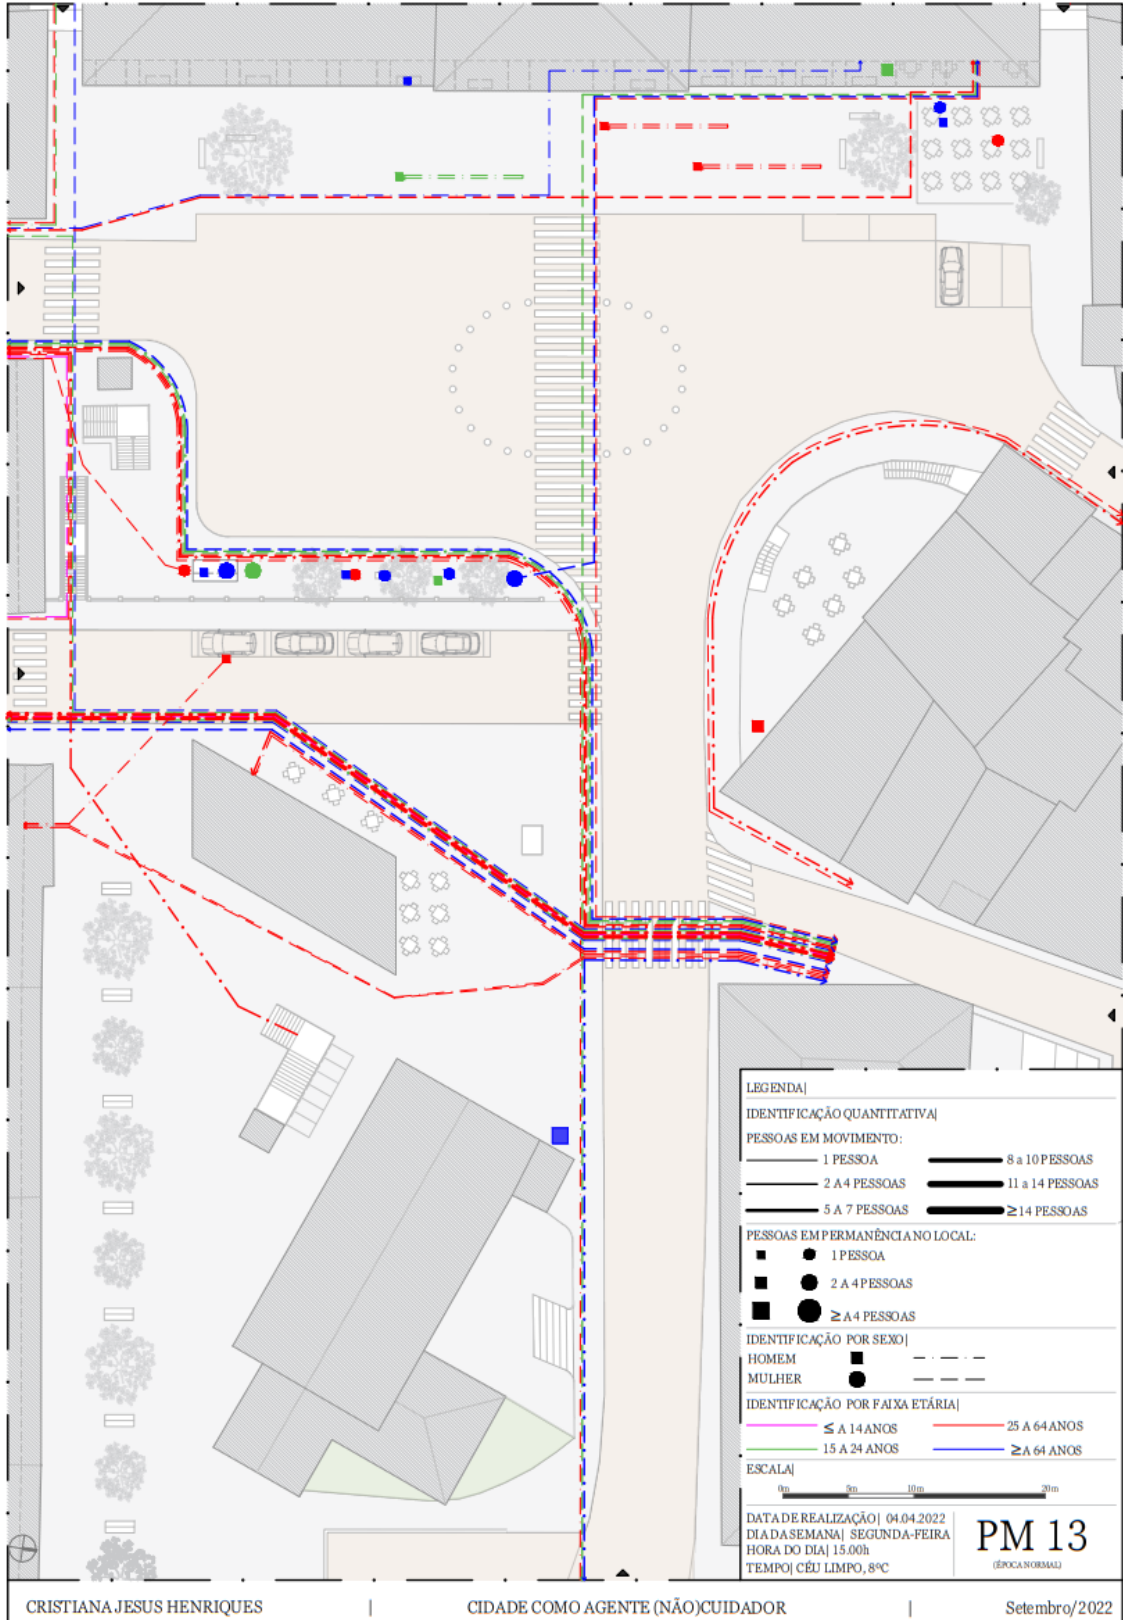 LEGENDA|
IDENTIFICAÇÃO QUANTITATIVA|
PESSOAS EM MOVIMENTO:
1 PESSOA
8 a 10 PESSOAS
2 A 4 PESSOAS
11 a 14 PESSOAS
5 A 7 PESSOAS
≥14 PESSOAS
PESSOAS EM PERMANÊNCIA NO LOCAL:
1 PESSOA
2 A 4 PESSOAS
≥ A 4 PESSOAS
IDENTIFICAÇÃO POR SEXO|
HOMEM
MULHER
IDENTIFICAÇÃO POR FAIXA ETÁRIA|
≤ A 14 ANOS
25 A 64 ANOS
15 A 24 ANOS
≥ A 64 ANOS
ESCALA|
0m 5m 10m 20m
DATA DE REALIZAÇÃO| 04.04.2022
DIA DA SEMANA| SEGUNDA-FEIRA
HORA DO DIA| 15.00h
TEMPO| CÉU LIMPO, 8ºC
PM 13
(ÉPOCA NORMAL)
CRISTIANA JESUS HENRIQUES | CIDADE COMO AGENTE (NÃO)CUIDADOR | Setembro/2022